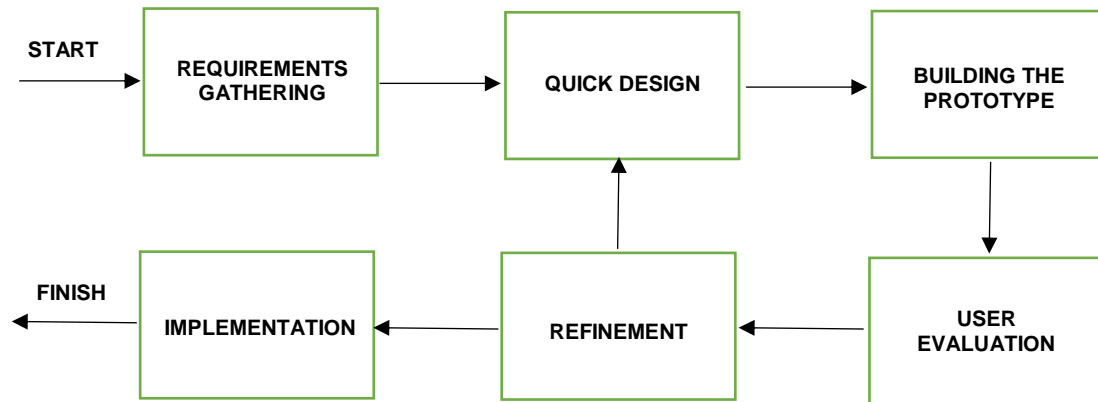 START
REQUIREMENTS
GATHERING
QUICK DESIGN
BUILDING THE
PROTOTYPE
FINISH
IMPLEMENTATION
REFINEMENT
USER
EVALUATION